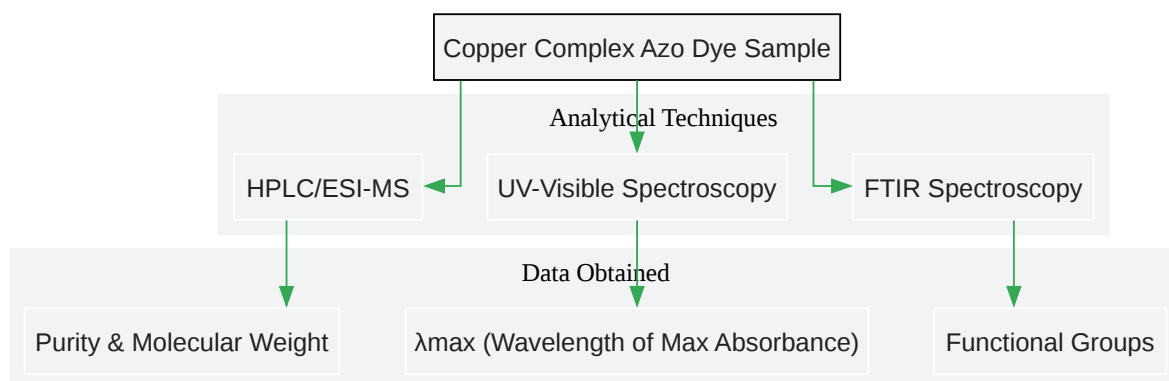 Copper Complex Azo Dye Sample
Analytical Techniques
HPLC/ESI-MS
UV-Visible Spectroscopy
FTIR Spectroscopy
Data Obtained
Purity & Molecular Weight
λmax (Wavelength of Max Absorbance)
Functional Groups